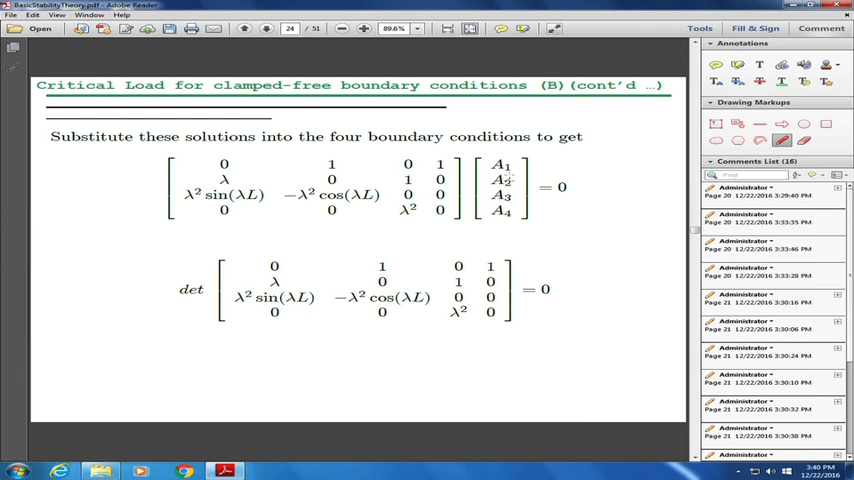 BasicStabilityTheory.pdf - Adobe Reader
File Edit View Window Help
Open 24 / 51 89.6% Tools Fill & Sign Comment
Critical Load for clamped-free boundary conditions (B)(cont'd …)
Substitute these solutions into the four boundary conditions to get
0 1 0 1 A₁
λ 0 1 0 A₂
λ² sin(λL) −λ² cos(λL) 0 0 A₃ = 0
0 0 λ² 0 A₄
0 1 0 1
λ 0 1 0
det = 0
λ² sin(λL) −λ² cos(λL) 0 0
0 0 λ² 0
Annotations
Drawing Markups
Comments List (16)
Find
Administrator
Page 20 12/22/2016 3:29:40 PM
Administrator
Page 20 12/22/2016 3:33:35 PM
Administrator
Page 20 12/22/2016 3:33:46 PM
Administrator
Page 20 12/22/2016 3:33:28 PM
Administrator
Page 21 12/22/2016 3:30:16 PM
Administrator
Page 21 12/22/2016 3:30:06 PM
Administrator
Page 21 12/22/2016 3:30:24 PM
Administrator
Page 21 12/22/2016 3:30:10 PM
Administrator
Page 21 12/22/2016 3:30:32 PM
Administrator
Page 21 12/22/2016 3:30:38 PM
Administrator
3:40 PM
12/22/2016